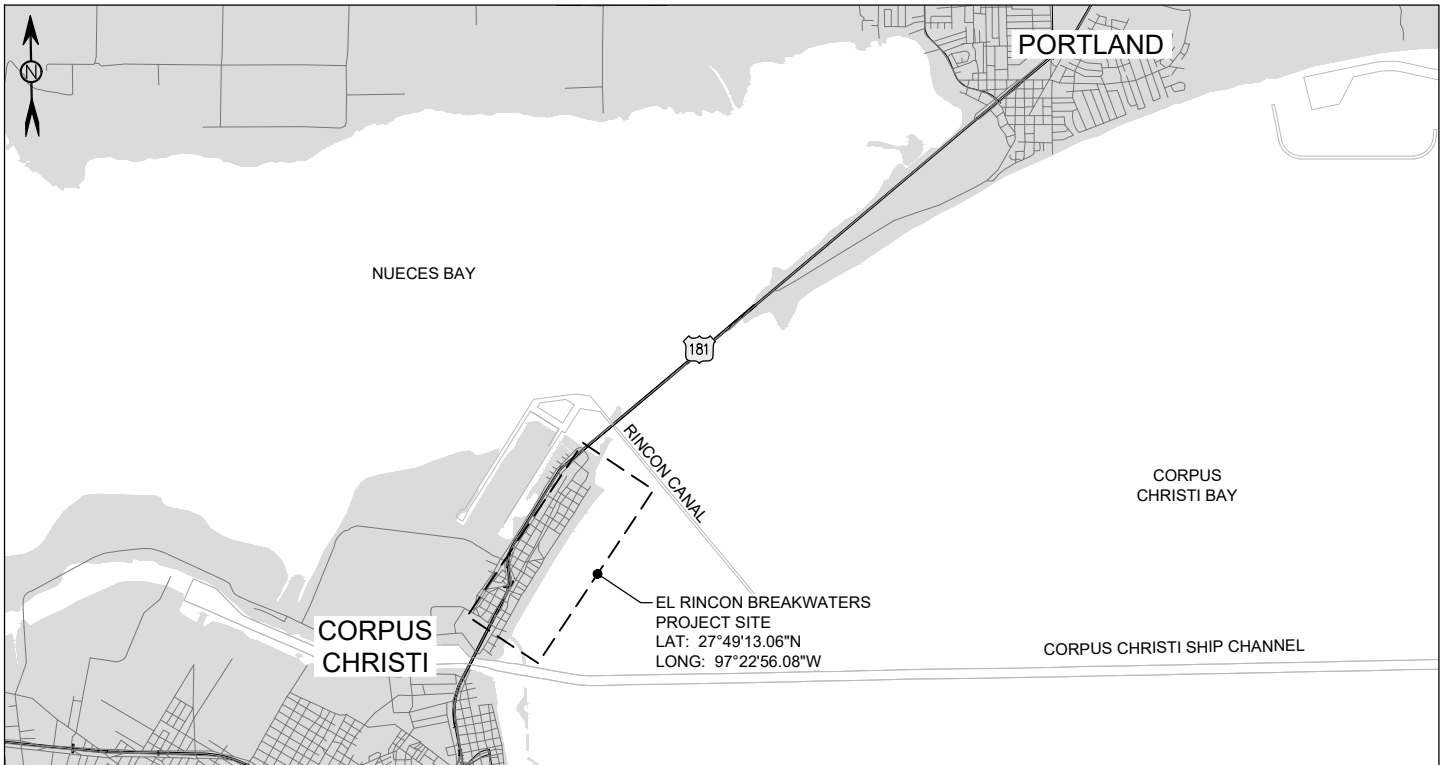 N
PORTLAND
NUECES BAY
181
RINCON CANAL
CORPUS
CHRISTI BAY
EL RINCON BREAKWATERS
PROJECT SITE
LAT: 27°49'13.06"N
LONG: 97°22'56.08"W
CORPUS
CHRISTI
CORPUS CHRISTI SHIP CHANNEL